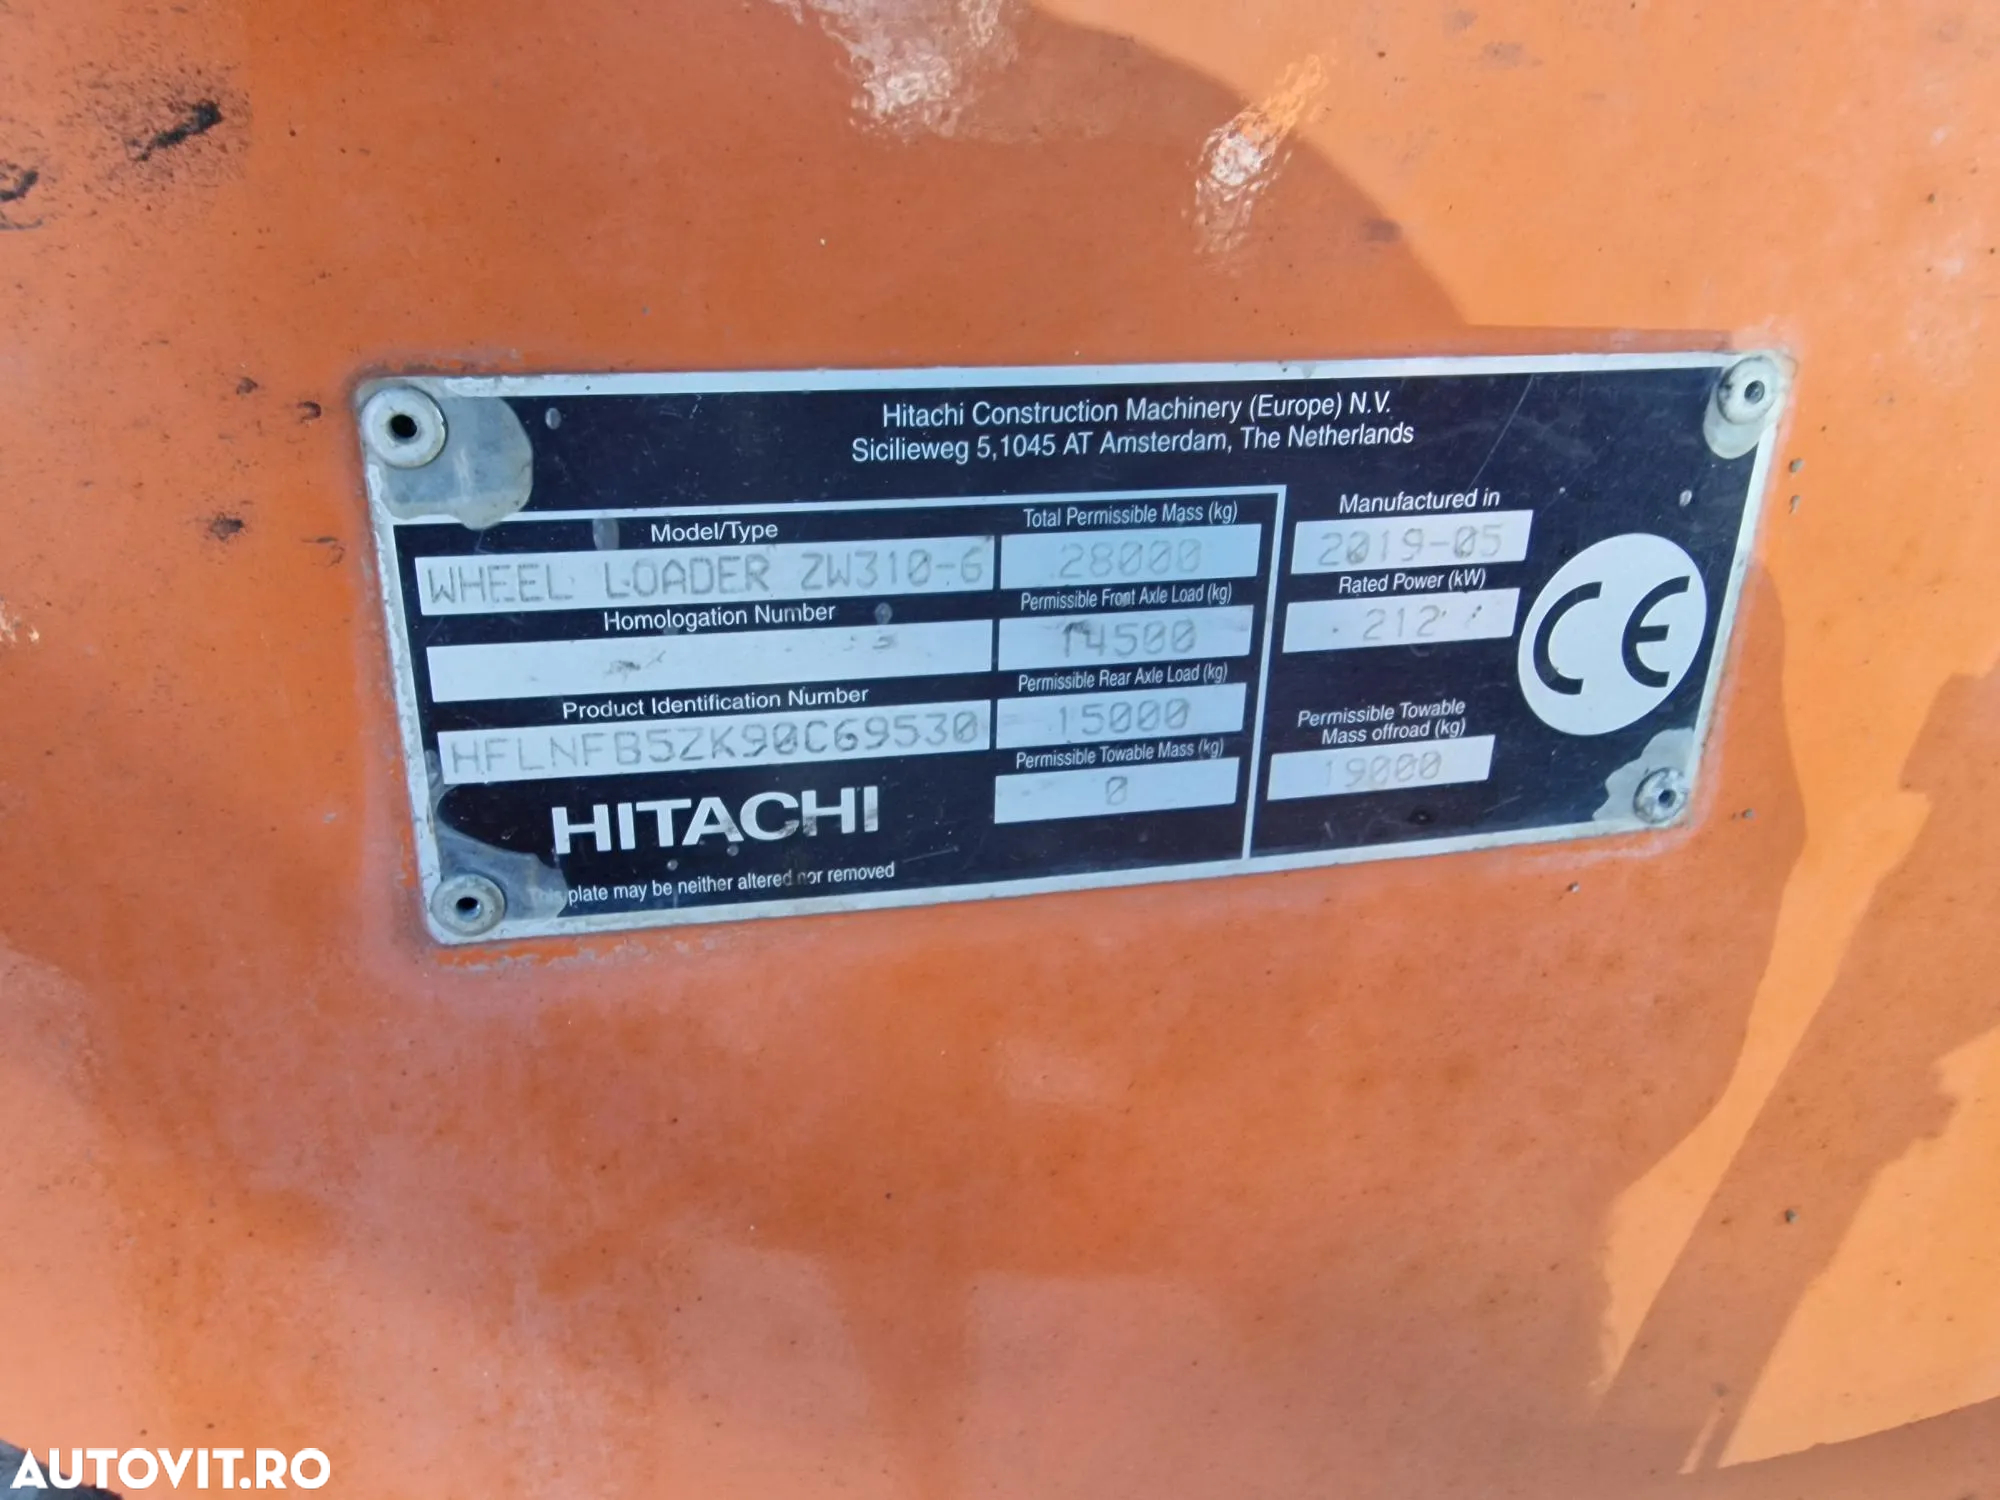 Hitachi Construction Machinery (Europe) N.V.
Sicilieweg 5,1045 AT Amsterdam, The Netherlands
Model/Type
WHEEL LOADER ZW310-6
Homologation Number
Product Identification Number
HFLNFB5ZK90C69530
HITACHI
This plate may be neither altered nor removed
Total Permissible Mass (kg)
28000
Permissible Front Axle Load (kg)
14500
Permissible Rear Axle Load (kg)
15000
Permissible Towable Mass (kg)
0
Manufactured in
2019-05
Rated Power (kW)
212
Permissible Towable
Mass offroad (kg)
19000
CE
AUTOVIT.RO